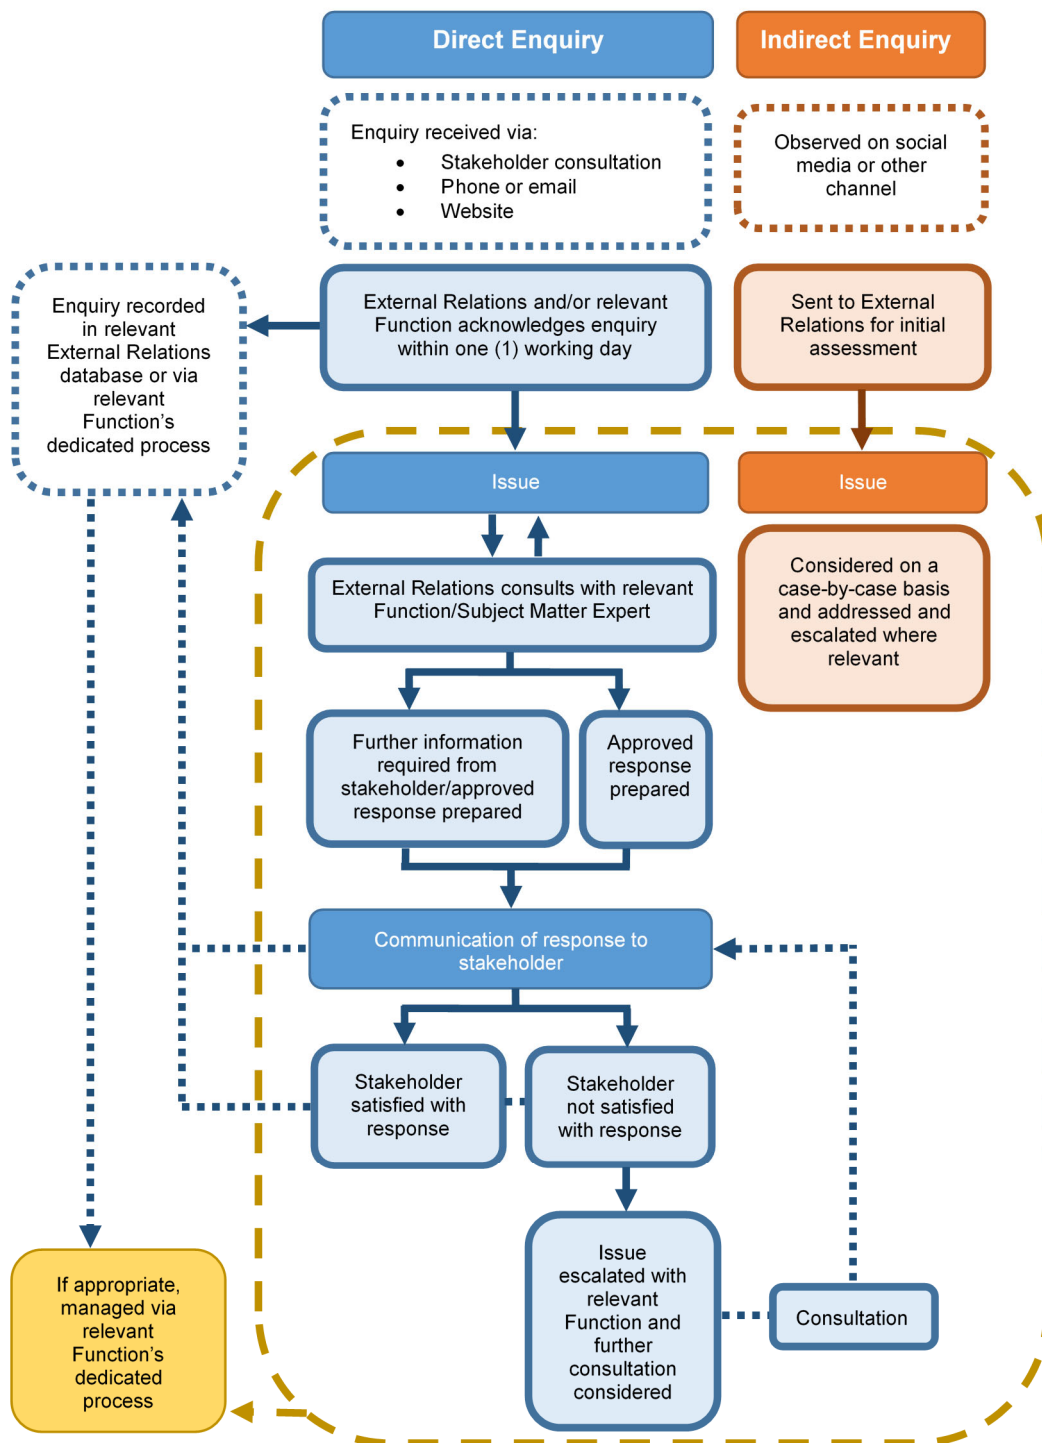 Direct Enquiry
Indirect Enquiry
Enquiry received via:
• Stakeholder consultation
• Phone or email
• Website
Observed on social
media or other
channel
Enquiry recorded
in relevant
External Relations
database or via
relevant
Function’s
dedicated process
External Relations and/or relevant
Function acknowledges enquiry
within one (1) working day
Sent to External
Relations for initial
assessment
Issue
Issue
External Relations consults with relevant
Function/Subject Matter Expert
Considered on a
case-by-case basis
and addressed and
escalated where
relevant
Further information
required from
stakeholder/approved
response prepared
Approved
response
prepared
Communication of response to
stakeholder
Stakeholder
satisfied with
response
Stakeholder
not satisfied
with response
If appropriate,
managed via
relevant
Function’s
dedicated
process
Issue
escalated with
relevant
Function and
further
consultation
considered
Consultation